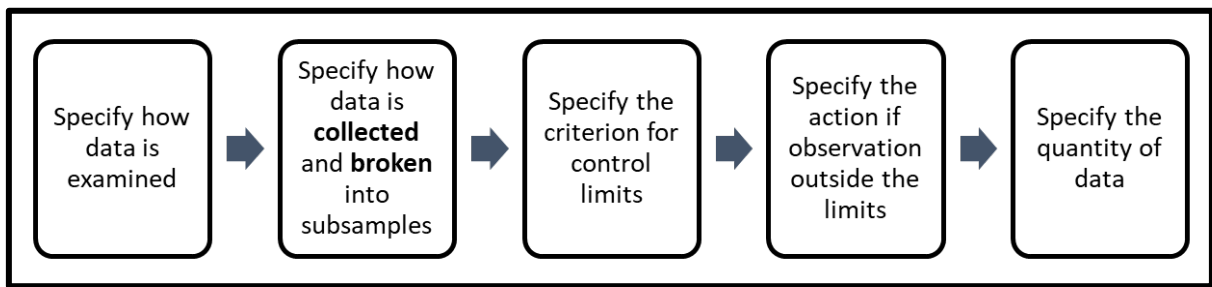 Specify how
data is
examined
Specify how
data is
collected
and broken
into
subsamples
Specify the
criterion for
control
limits
Specify the
action if
observation
outside the
limits
Specify the
quantity of
data